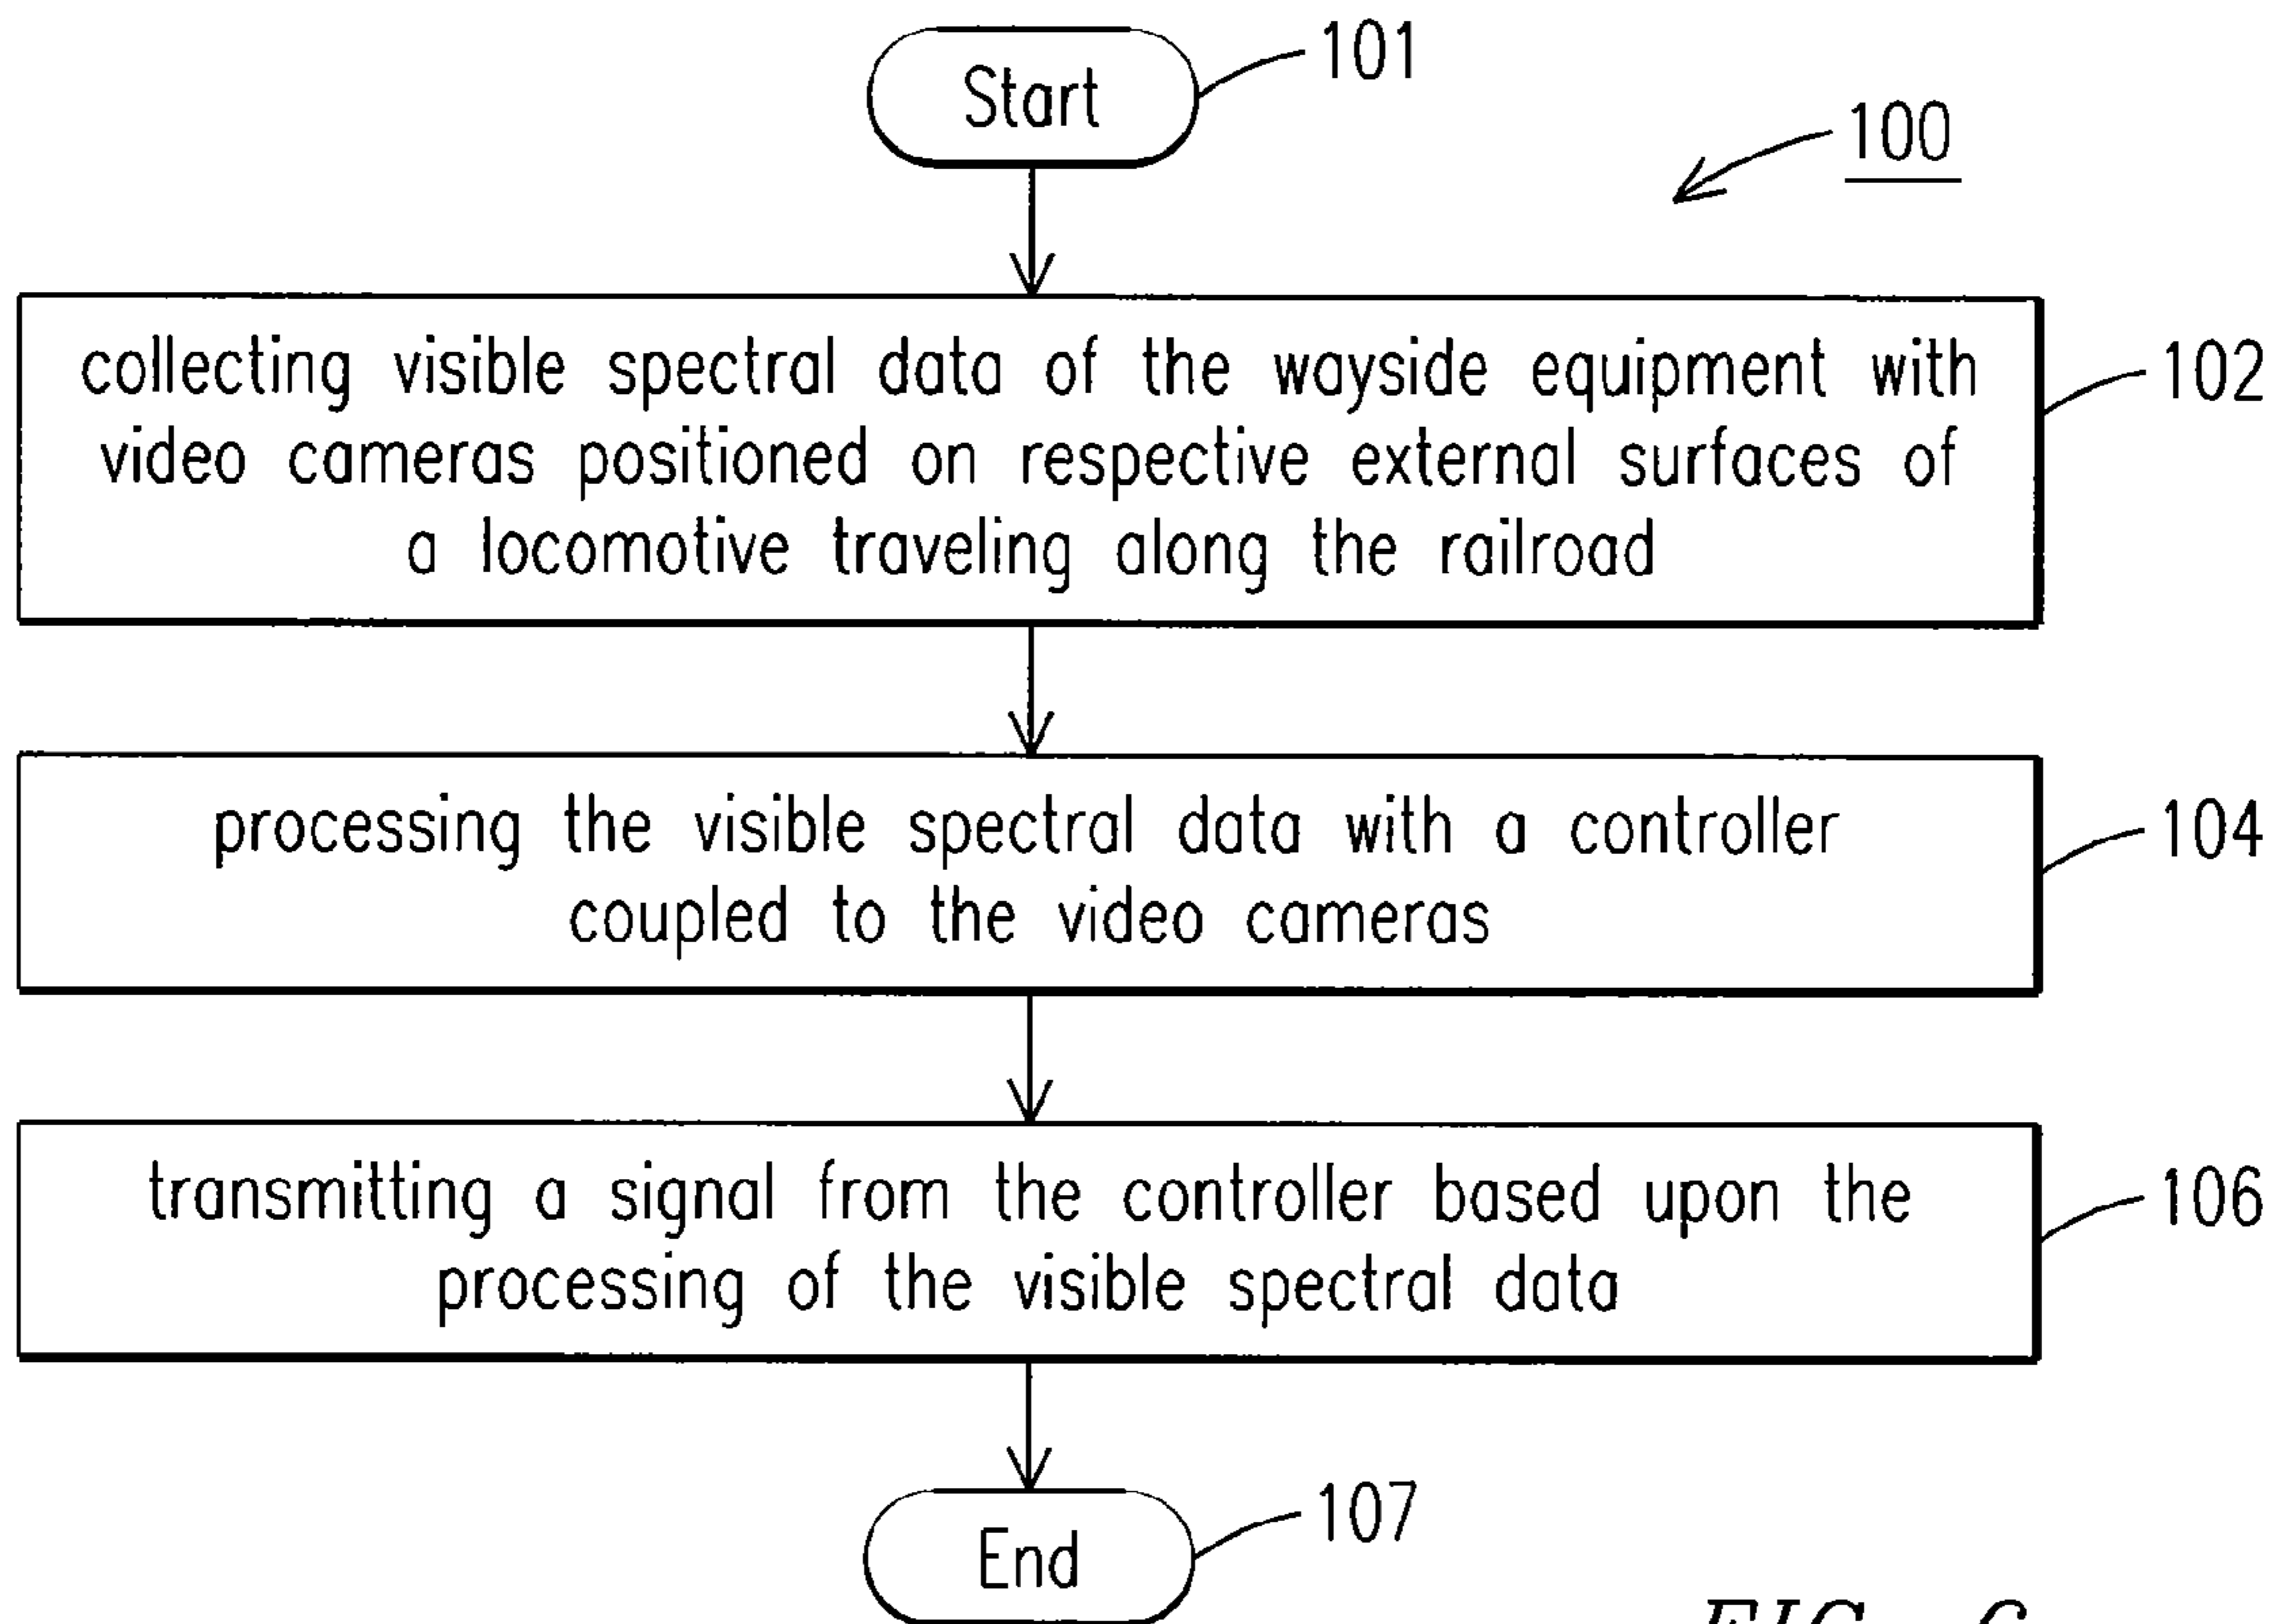 Start
101
100
collecting visible spectral data of the wayside equipment with
video cameras positioned on respective external surfaces of
a locomotive traveling along the railroad
102
processing the visible spectral data with a controller
coupled to the video cameras
104
transmitting a signal from the controller based upon the
processing of the visible spectral data
106
End
107
FIG. 6